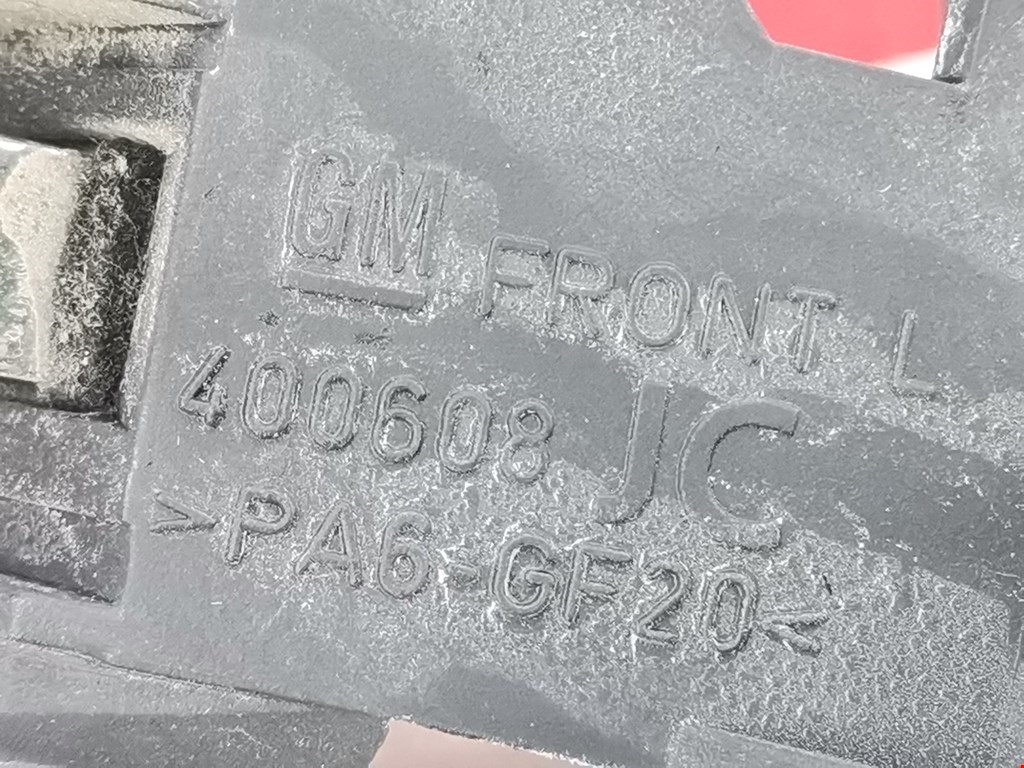 GM FRONT L
400608 JC
>PA6-GF20<